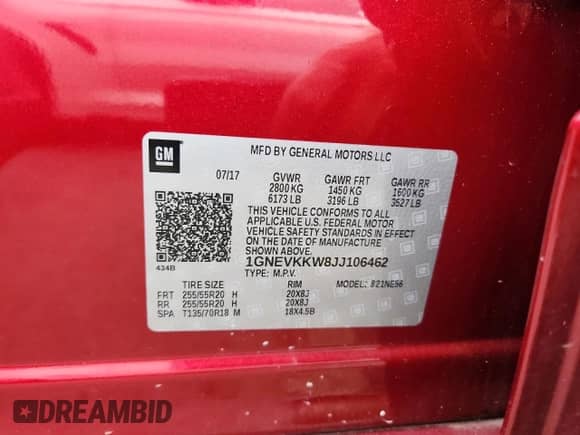 GM
MFD BY GENERAL MOTORS LLC
07/17 GVWR GAWR FRT GAWR RR
2800 KG 1450 KG 1600 KG
6173 LB 3196 LB 3527 LB
THIS VEHICLE CONFORMS TO ALL
APPLICABLE U.S. FEDERAL MOTOR
VEHICLE SAFETY STANDARDS IN EFFECT
ON THE DATE OF MANUFACTURE
SHOWN ABOVE.
434B 1GNEVKKW8JJ106462
TYPE: M.P.V. MODEL:
TIRE SIZE RIM
FRT 255/55R20 H 20X8J
RR 255/55R20 H 20X8J
SPA T135/70R18 M 18X4.5B
DREAMBID